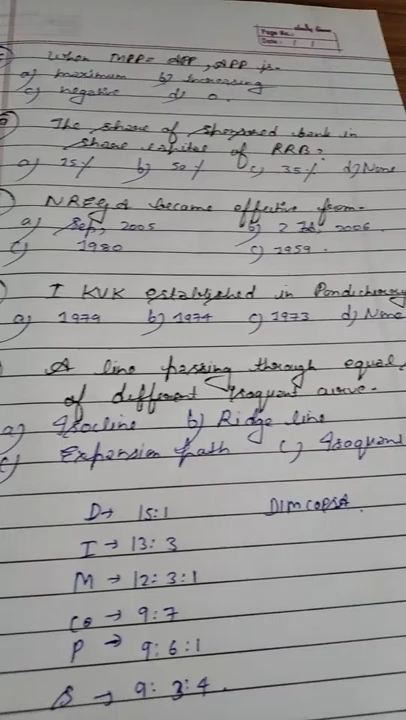 Page No.:
Date: / /
When MPP= APP, APP is.
a) maximum b) Increasing
c) negative d) 0.
The share of sponsored bank in
share capital of RRB?
a) 25% b) 50% c) 35% d) None
NREGA became effective from-
a) Sep, 2005 b) 2 Feb 2006
c) 1980 c) 1959.
I KVK established in Pondicherry
a) 1979 b) 1974 c) 1973 d) None
A line passing through equal
of different Isoquant curve-
a) Isocline b) Ridge line
c) Expansion path c) Isoquant
D→ 15:1 DIMCOPSA.
I → 13:3
M → 12:3:1
Co → 9:7
P → 9:6:1
S → 9:3:4.